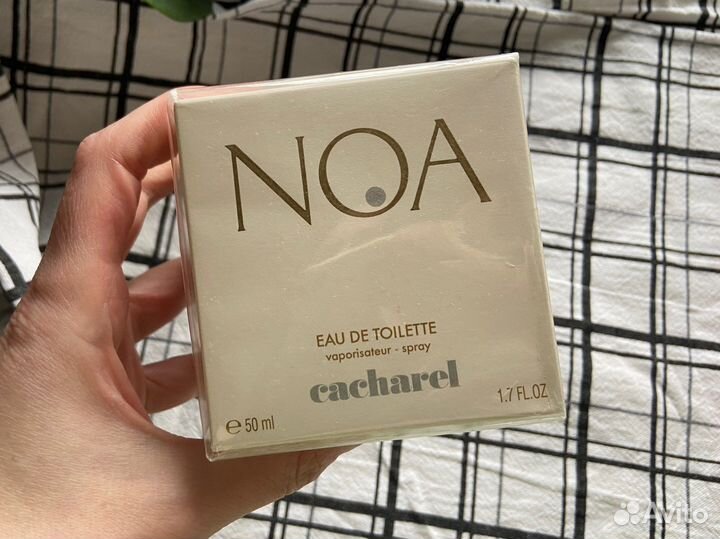 NOA
EAU DE TOILETTE
vaporisateur - spray
cacharel
e 50 ml
1.7 FL.OZ
Avito